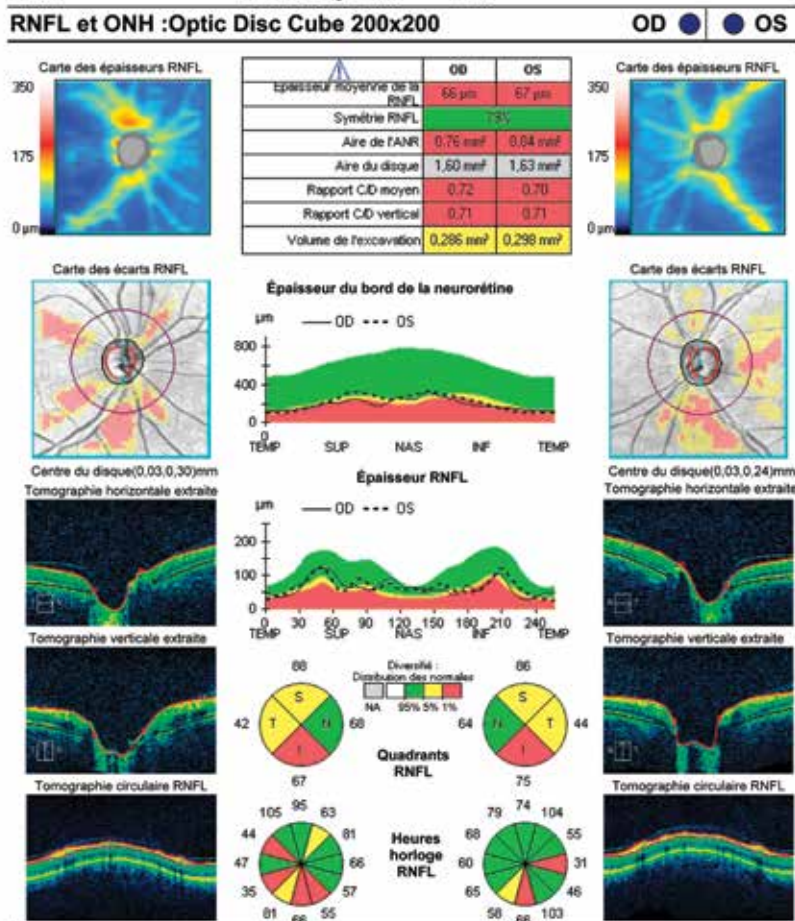 RNFL et ONH :Optic Disc Cube 200x200
OD OS
Carte des épaisseurs RNFL
350
175
0 µm
OD OS
Epaisseur moyenne de la RNFL 66 µm 67 µm
Symétrie RNFL 79%
Aire de l'ANR 0,76 mm² 0,84 mm²
Aire du disque 1,60 mm² 1,63 mm²
Rapport C/D moyen 0.72 0.70
Rapport C/D vertical 0.71 0.71
Volume de l'excavation 0,286 mm³ 0,298 mm³
Carte des épaisseurs RNFL
350
175
0 µm
Carte des écarts RNFL
Centre du disque(0,03,0,30)mm
Épaisseur du bord de la neurorétine
µm OD OS
800
400
0
0
TEMP SUP NAS INF TEMP
Carte des écarts RNFL
Centre du disque(0,03,0,24)mm
Tomographie horizontale extraite
Épaisseur RNFL
µm OD OS
200
100
0
0 30 60 90 120 150 180 210 240
TEMP SUP NAS INF TEMP
Tomographie horizontale extraite
Tomographie verticale extraite
Diversifié :
Distribution des normales
NA 95% 5% 1%
88
S
42 T N 68
I
67
Quadrants
RNFL
86
S
64 N T 44
I
75
Tomographie verticale extraite
Tomographie circulaire RNFL
95
105 63
44 81
47 66
35 57
81 55
66
Heures
horloge
RNFL
74
79 104
68 55
60 31
65 46
58 103
66
Tomographie circulaire RNFL